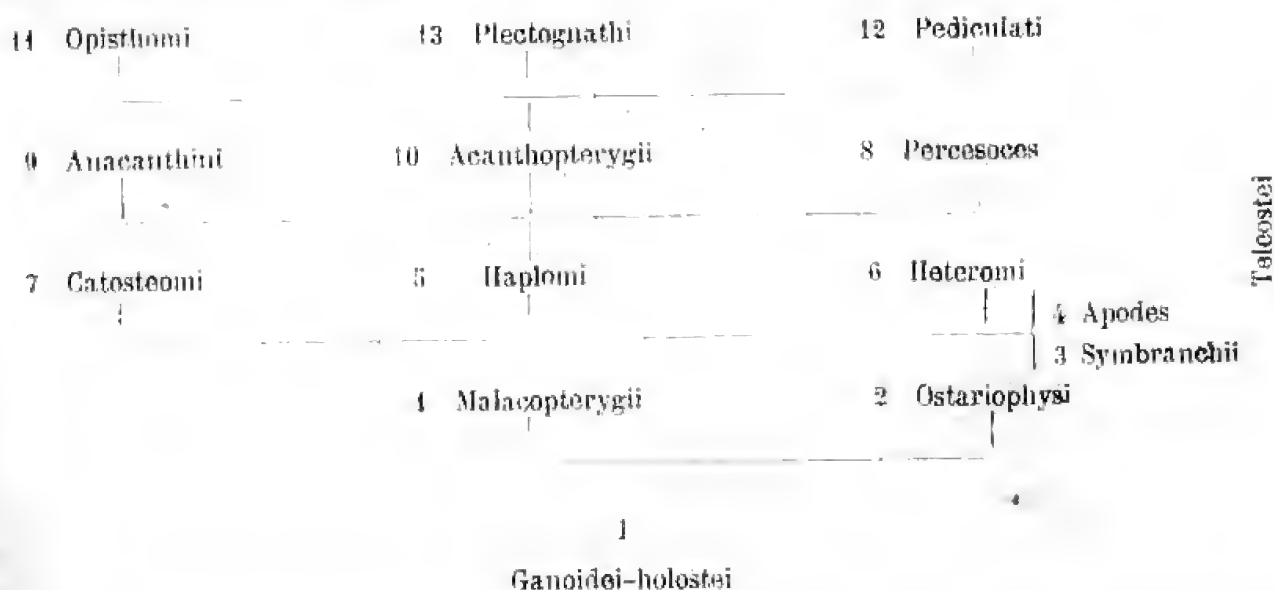 11 Opisthomi 13 Plectognathi 12 Pediculati
9 Anacanthini 10 Acanthopterygii 8 Percesoces
7 Catosteomi 5 Haplomi 6 Heteromi
4 Apodes
3 Symbranchii
1 Malacopterygii 2 Ostariophysi
Ganoidei-holostei
Teleostei